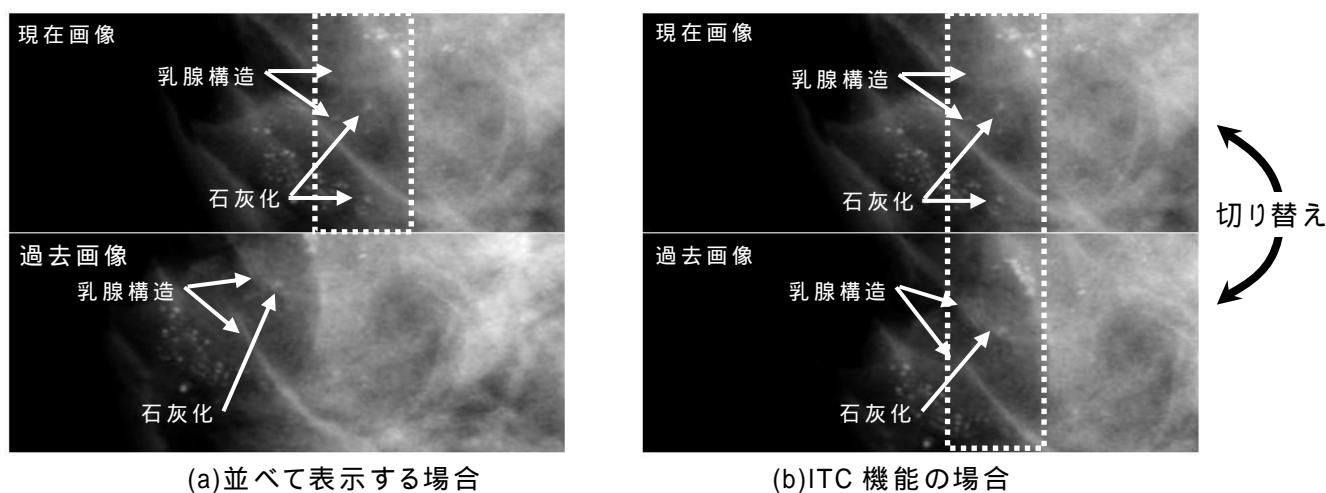 現在画像
乳腺構造
石灰化
過去画像
乳腺構造
石灰化
(a)並べて表示する場合
現在画像
乳腺構造
石灰化
過去画像
乳腺構造
石灰化
切り替え
(b)ITC 機能の場合